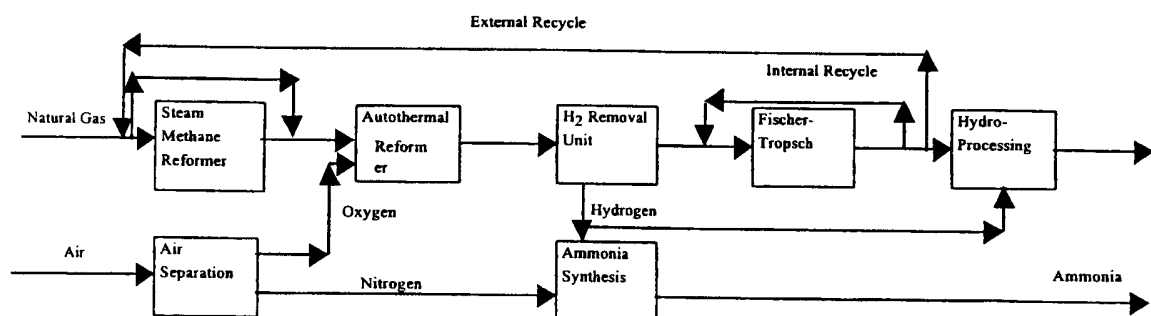 External Recycle
Internal Recycle
Natural Gas
Steam
Methane
Reformer
Autothermal
Reform
er
H2 Removal
Unit
Fischer-
Tropsch
Hydro-
Processing
Oxygen
Hydrogen
Air
Air
Separation
Nitrogen
Ammonia
Synthesis
Ammonia